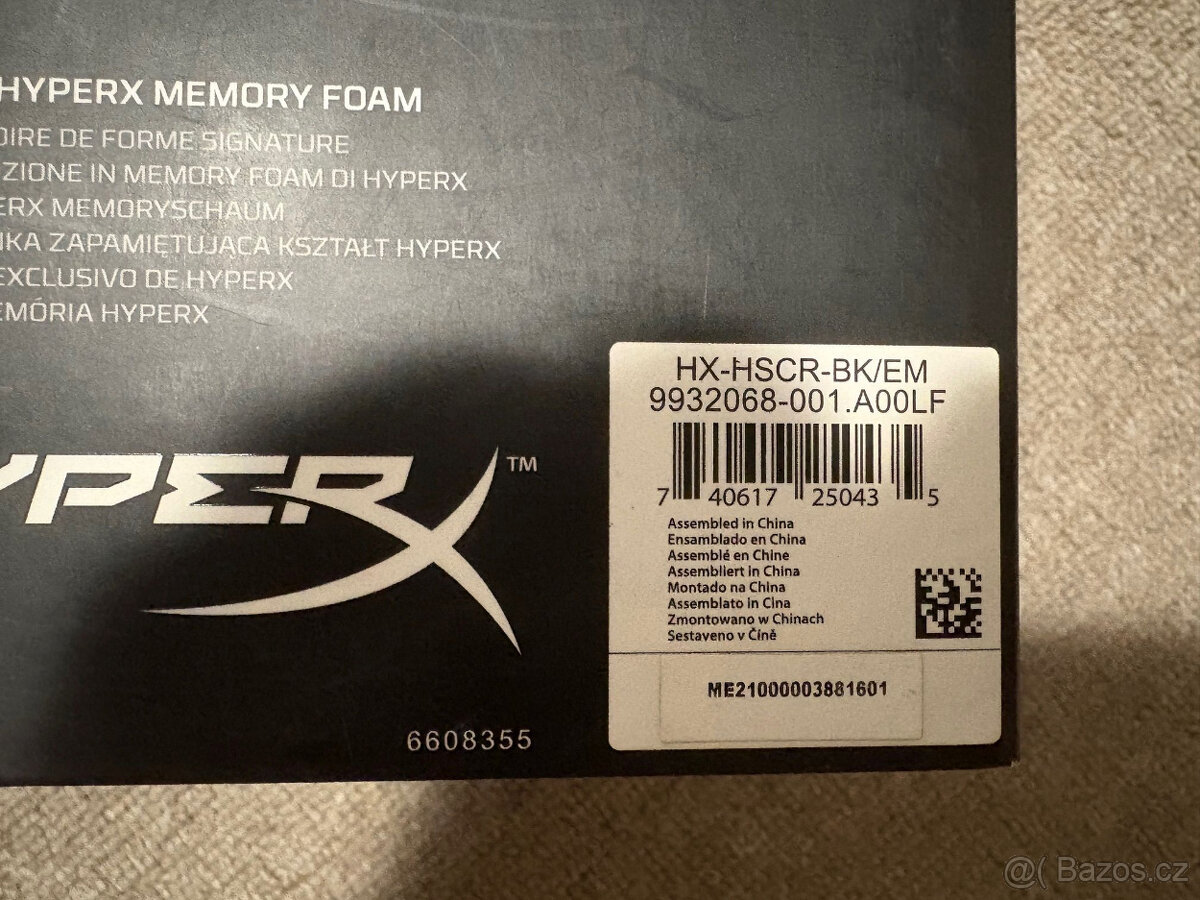 HYPERX MEMORY FOAM
OIRE DE FORME SIGNATURE
ZIONE IN MEMORY FOAM DI HYPERX
ERX MEMORYSCHAUM
NKA ZAPAMIĘTUJĄCA KSZTAŁT HYPERX
EXCLUSIVO DE HYPERX
EMÓRIA HYPERX
YPERX™
6608355
HX-HSCR-BK/EM
9932068-001.A00LF
7 40617 25043 5
Assembled in China
Ensamblado en China
Assemblé en Chine
Assembliert in China
Montado na China
Assemblato in Cina
Zmontowano w Chinach
Sestaveno v Číně
ME21000003881601
@( Bazos.cz